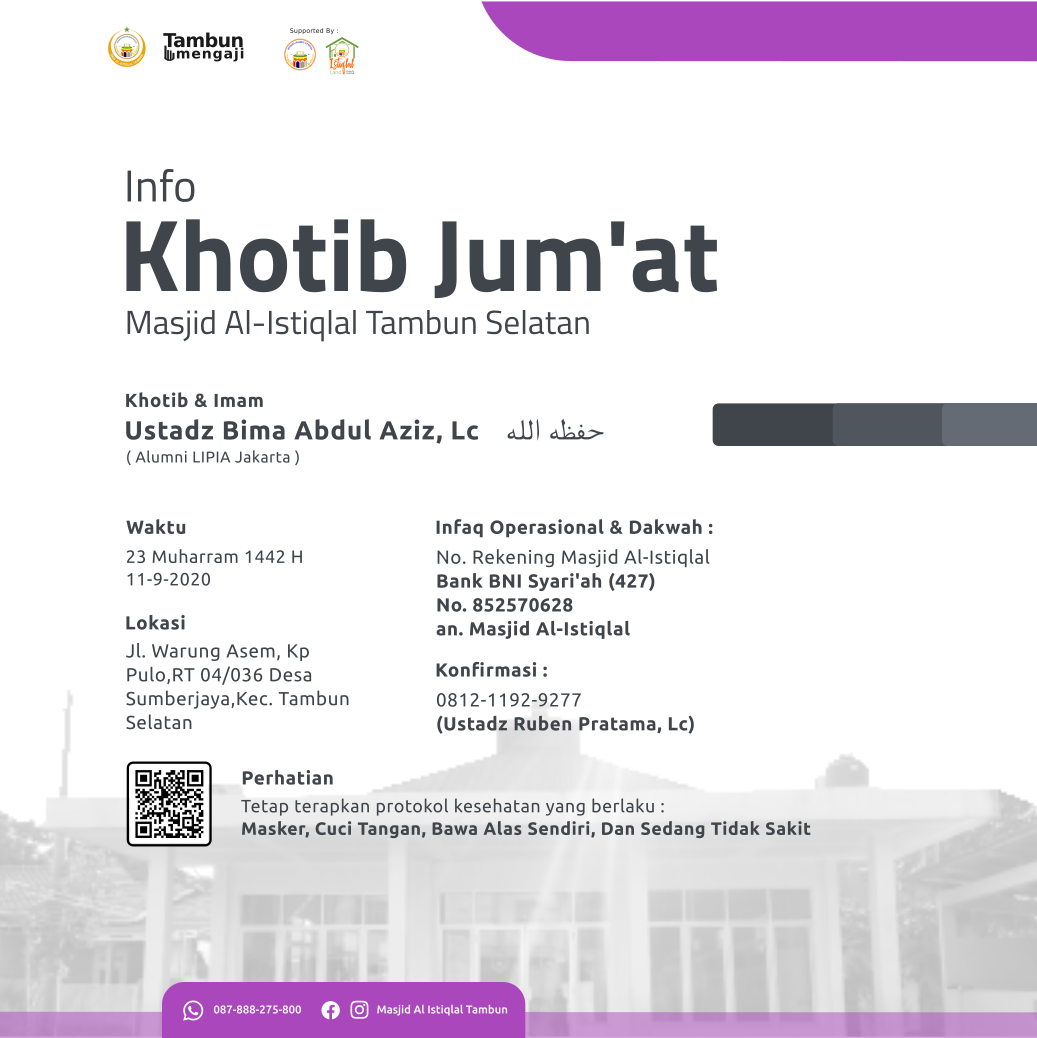 Tambun
mengaji
Supported By :
Istiqlal
Info
Khotib Jum'at
Masjid Al-Istiqlal Tambun Selatan
Khotib & Imam
Ustadz Bima Abdul Aziz, Lc حفظه الله
( Alumni LIPIA Jakarta )
Waktu
23 Muharram 1442 H
11-9-2020
Lokasi
Jl. Warung Asem, Kp
Pulo,RT 04/036 Desa
Sumberjaya,Kec. Tambun
Selatan
Infaq Operasional & Dakwah :
No. Rekening Masjid Al-Istiqlal
Bank BNI Syari'ah (427)
No. 852570628
an. Masjid Al-Istiqlal
Konfirmasi :
0812-1192-9277
(Ustadz Ruben Pratama, Lc)
Perhatian
Tetap terapkan protokol kesehatan yang berlaku :
Masker, Cuci Tangan, Bawa Alas Sendiri, Dan Sedang Tidak Sakit
087-888-275-800
Masjid Al Istiqlal Tambun